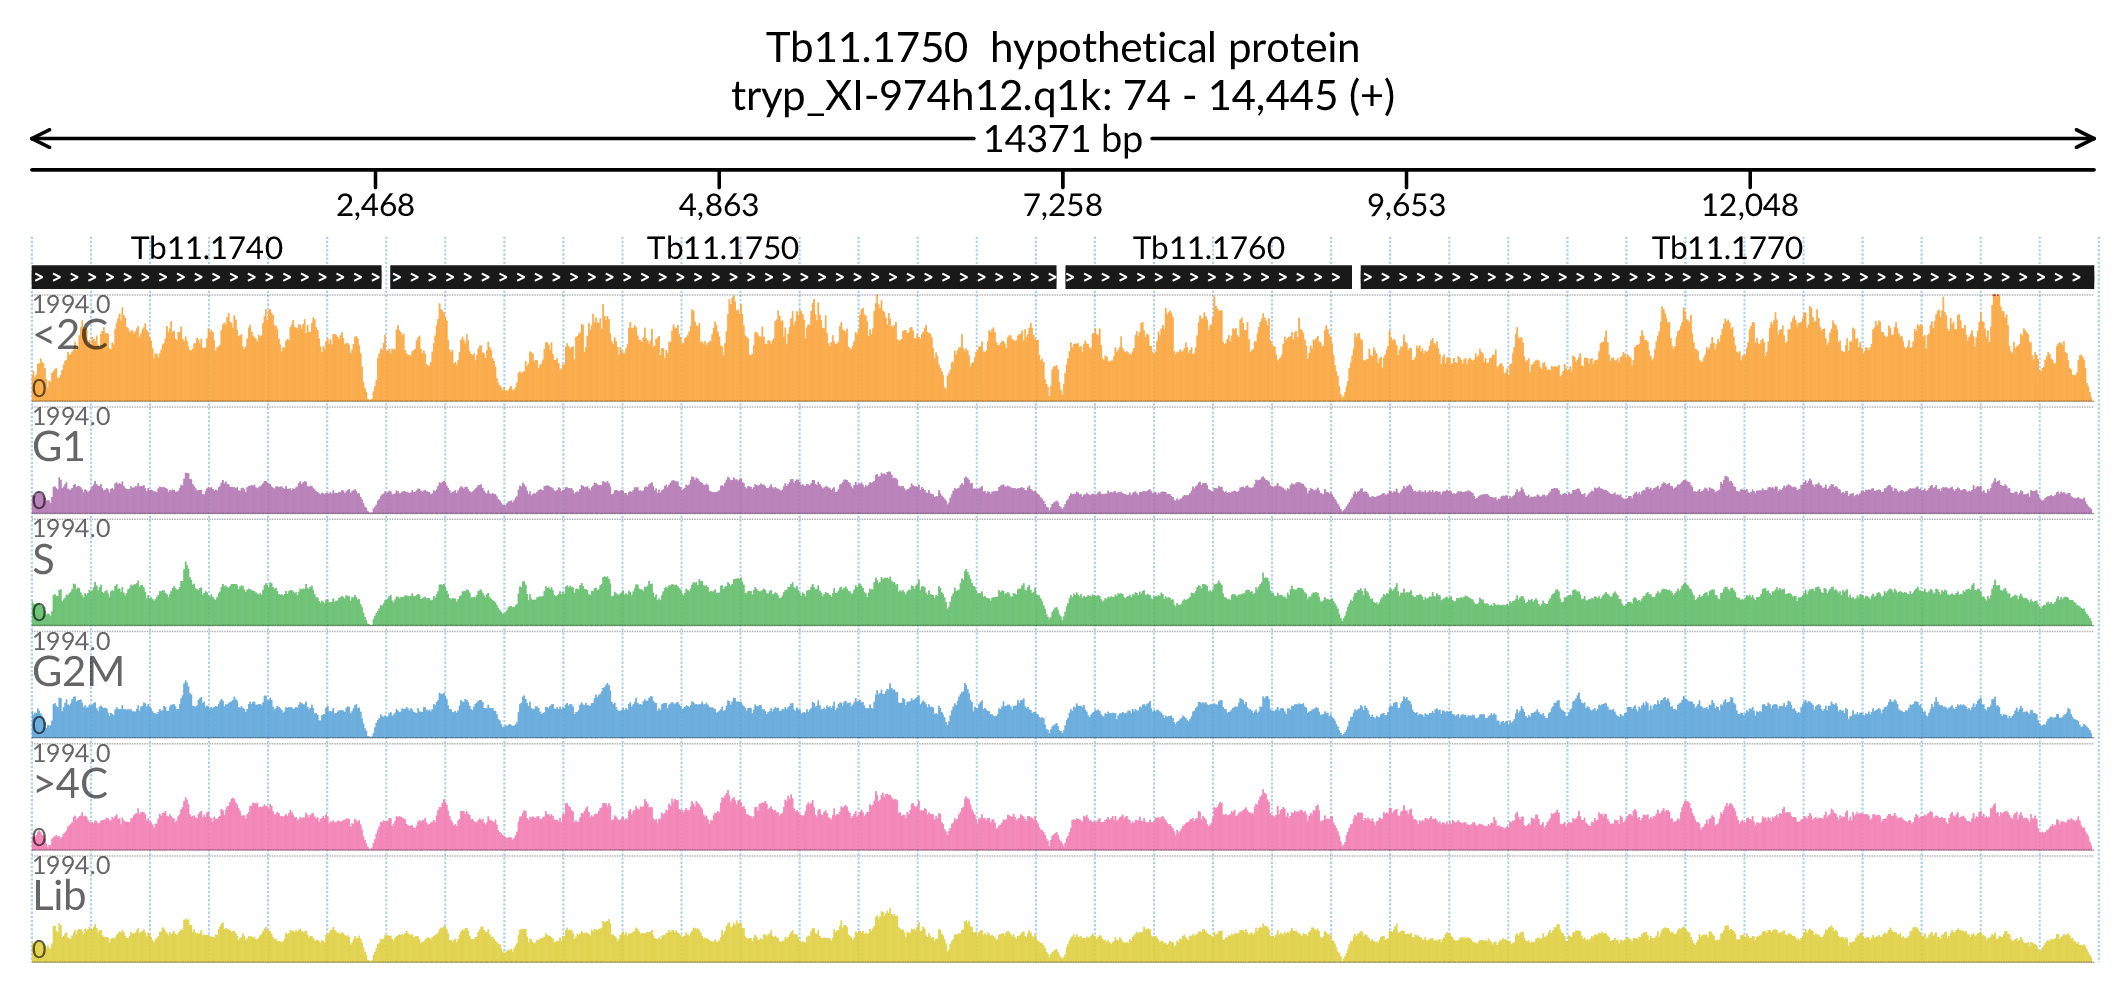 Tb11.1750  hypothetical protein
tryp_XI-974h12.q1k: 74 - 14,445 (+)
14371 bp
2,468 4,863 7,258 9,653 12,048
Tb11.1740 Tb11.1750 Tb11.1760 Tb11.1770
1994.0
<2C
0
1994.0
G1
0
1994.0
S
0
1994.0
G2M
0
1994.0
>4C
0
1994.0
Lib
0